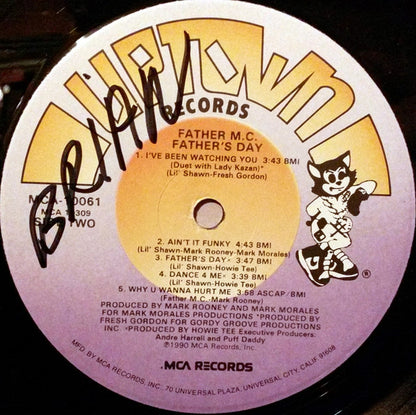 UPTOWN
RECORDS
BRIAN
FATHER M.C.
FATHER'S DAY
1. I'VE BEEN WATCHING YOU 3:43 BMI
(Duet with Lady Kazan)*
(Lil' Shawn-Fresh Gordon)
MCA-10061
MCA 309
TWO
2. AIN'T IT FUNKY 4:43 BMI
(Lil' Shawn-Mark Rooney-Mark Morales)
3. FATHER'S DAY+ 3:47 BMI
(Lil' Shawn-Howie Tee)
4. DANCE 4 ME+ 3:39 BMI
(Lil' Shawn-Howie Tee)
5. WHY U WANNA HURT ME 3:58 ASCAP/BMI
(Father M.C.-Mark Rooney)
PRODUCED BY MARK ROONEY AND MARK MORALES
FOR MARK MORALES PRODUCTIONS *PRODUCED BY
FRESH GORDON FOR GORDY GROOVE PRODUCTIONS
INC. +PRODUCED BY HOWIE TEE Executive Producers:
Andre Harrell and Puff Daddy
℗1990 MCA Records, Inc.
®
.MCA RECORDS
MFD. BY MCA RECORDS, INC., 70 UNIVERSAL PLAZA, UNIVERSAL CITY, CALIF. 91608